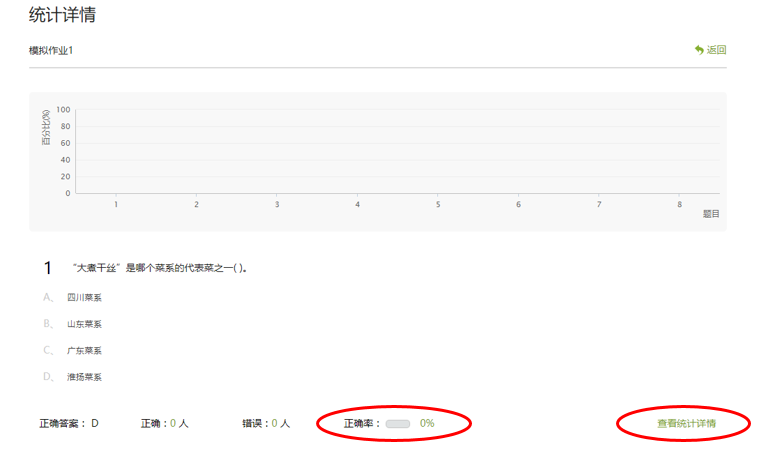 统计详情
模拟作业1
返回
百分比(%)
100
80
60
40
20
0
1 2 3 4 5 6 7 8
题目
1 “大煮干丝”是哪个菜系的代表菜之一( )。
A、 四川菜系
B、 山东菜系
C、 广东菜系
D、 淮扬菜系
正确答案： D 正确：0 人 错误：0 人 正确率： 0% 查看统计详情